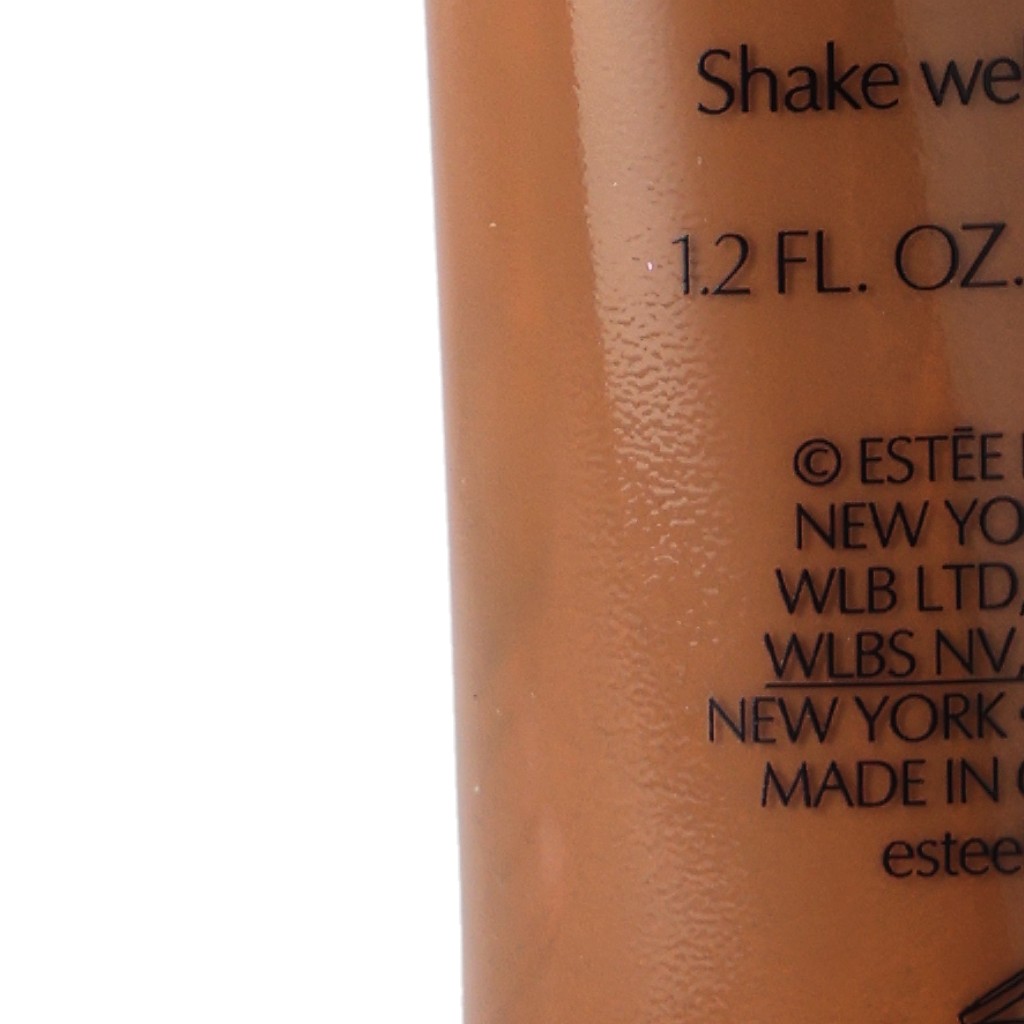 Shake we
1.2 FL. OZ.
© ESTĒE
NEW YO
WLB LTD,
WLBS NV,
NEW YORK
MADE IN
estee